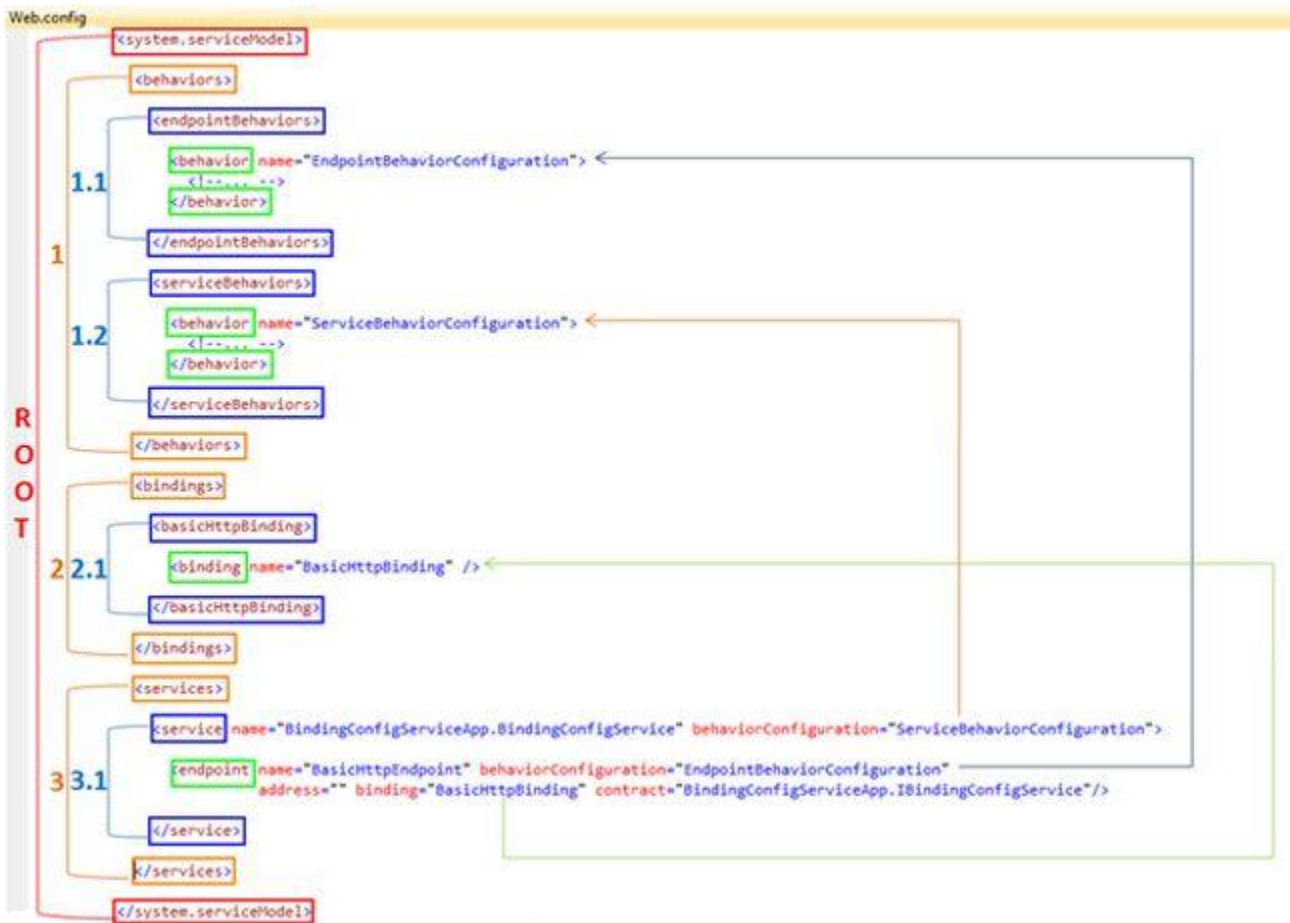 Web.config
<system.serviceModel>
<behaviors>
<endpointBehaviors>
<behavior name="EndpointBehaviorConfiguration">
<!--... -->
1.1
</behavior>
</endpointBehaviors>
1
<serviceBehaviors>
<behavior name="ServiceBehaviorConfiguration">
1.2
<!--... -->
</behavior>
</serviceBehaviors>
ROOT
</behaviors>
<bindings>
<basicHttpBinding>
2 2.1 <binding name="BasicHttpBinding" />
</basicHttpBinding>
</bindings>
<services>
<service name="BindingConfigServiceApp.BindingConfigService" behaviorConfiguration="ServiceBehaviorConfiguration">
3 3.1 <endpoint name="BasicHttpEndpoint" behaviorConfiguration="EndpointBehaviorConfiguration"
address="" binding="BasicHttpBinding" contract="BindingConfigServiceApp.IBindingConfigService"/>
</service>
</services>
</system.serviceModel>